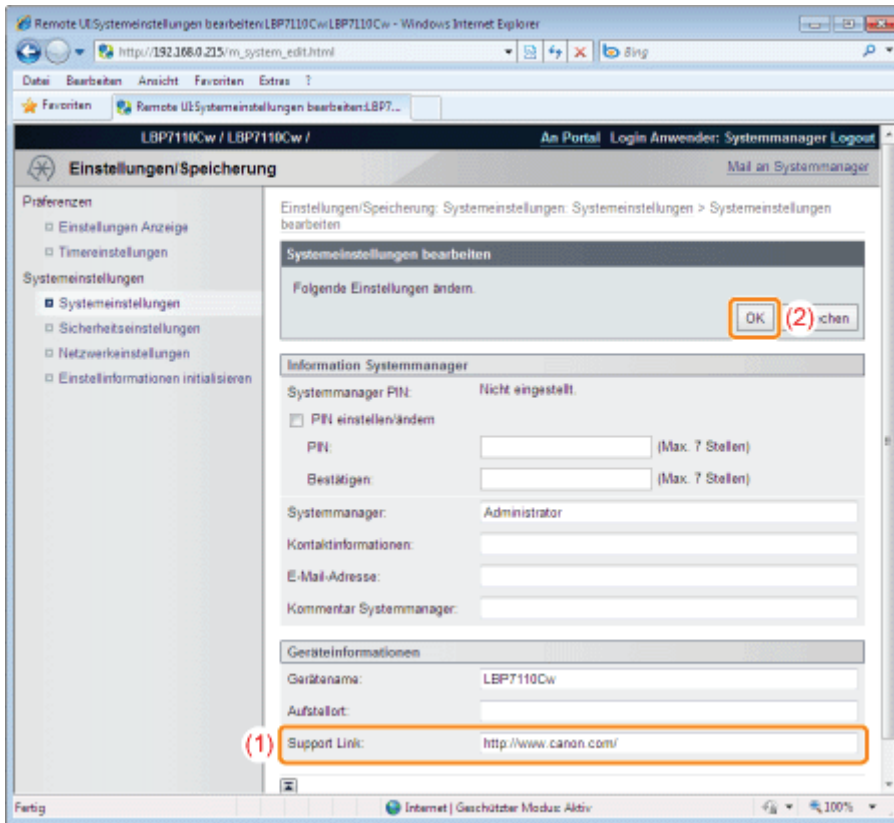 Remote UI:Systemeinstellungen bearbeiten:LBP7110Cw:LBP7110Cw - Windows Internet Explorer
http://192.168.0.215/m_system_edit.html
Bing
Datei Bearbeiten Ansicht Favoriten Extras ?
Favoriten Remote UI:Systemeinstellungen bearbeiten:LBP7...
LBP7110Cw / LBP7110Cw / An Portal Login Anwender: Systemmanager Logout
Einstellungen/Speicherung Mail an Systemmanager
Präferenzen
Einstellungen Anzeige
Timereinstellungen
Systemeinstellungen
Systemeinstellungen
Sicherheitseinstellungen
Netzwerkeinstellungen
Einstellinformationen initialisieren
Einstellungen/Speicherung: Systemeinstellungen: Systemeinstellungen > Systemeinstellungen
bearbeiten
Systemeinstellungen bearbeiten
Folgende Einstellungen ändern.
OK (2) chen
Information Systemmanager
Systemmanager PIN: Nicht eingestellt.
PIN einstellen/ändern
PIN: (Max. 7 Stellen)
Bestätigen: (Max. 7 Stellen)
Systemmanager: Administrator
Kontaktinformationen:
E-Mail-Adresse:
Kommentar Systemmanager:
Geräteinformationen
Gerätename: LBP7110Cw
Aufstellort:
(1) Support Link: http://www.canon.com/
Fertig Internet | Geschützter Modus: Aktiv 100%